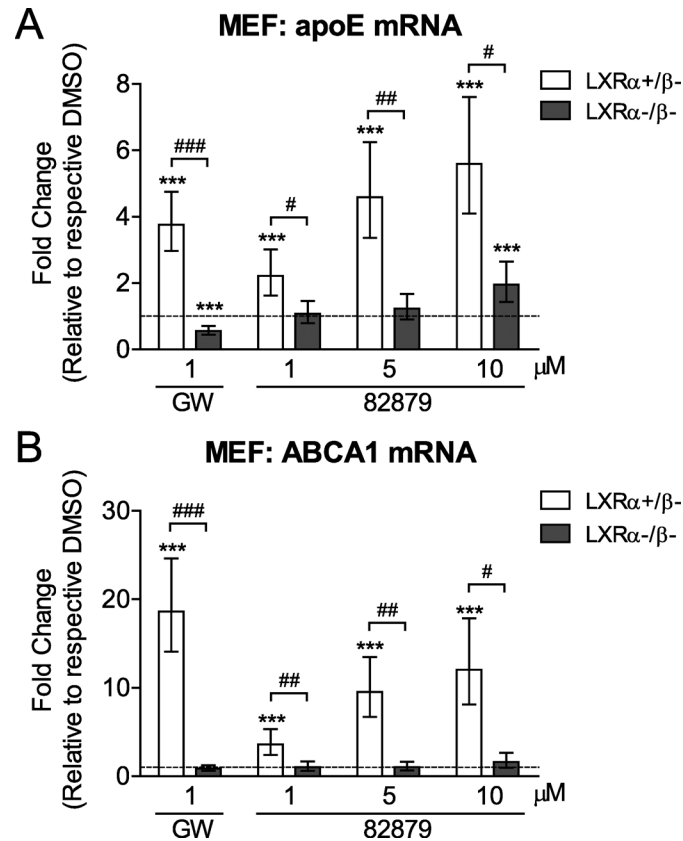 A
MEF: apoE mRNA
Fold Change
(Relative to respective DMSO)
8
6
4
2
0
LXRα+/β-
LXRα-/β-
***
###
***
***
#
***
##
***
#
***
1
1
5
10
μM
GW
82879
B
MEF: ABCA1 mRNA
Fold Change
(Relative to respective DMSO)
30
20
10
0
LXRα+/β-
LXRα-/β-
***
###
***
##
***
##
***
#
1
1
5
10
μM
GW
82879